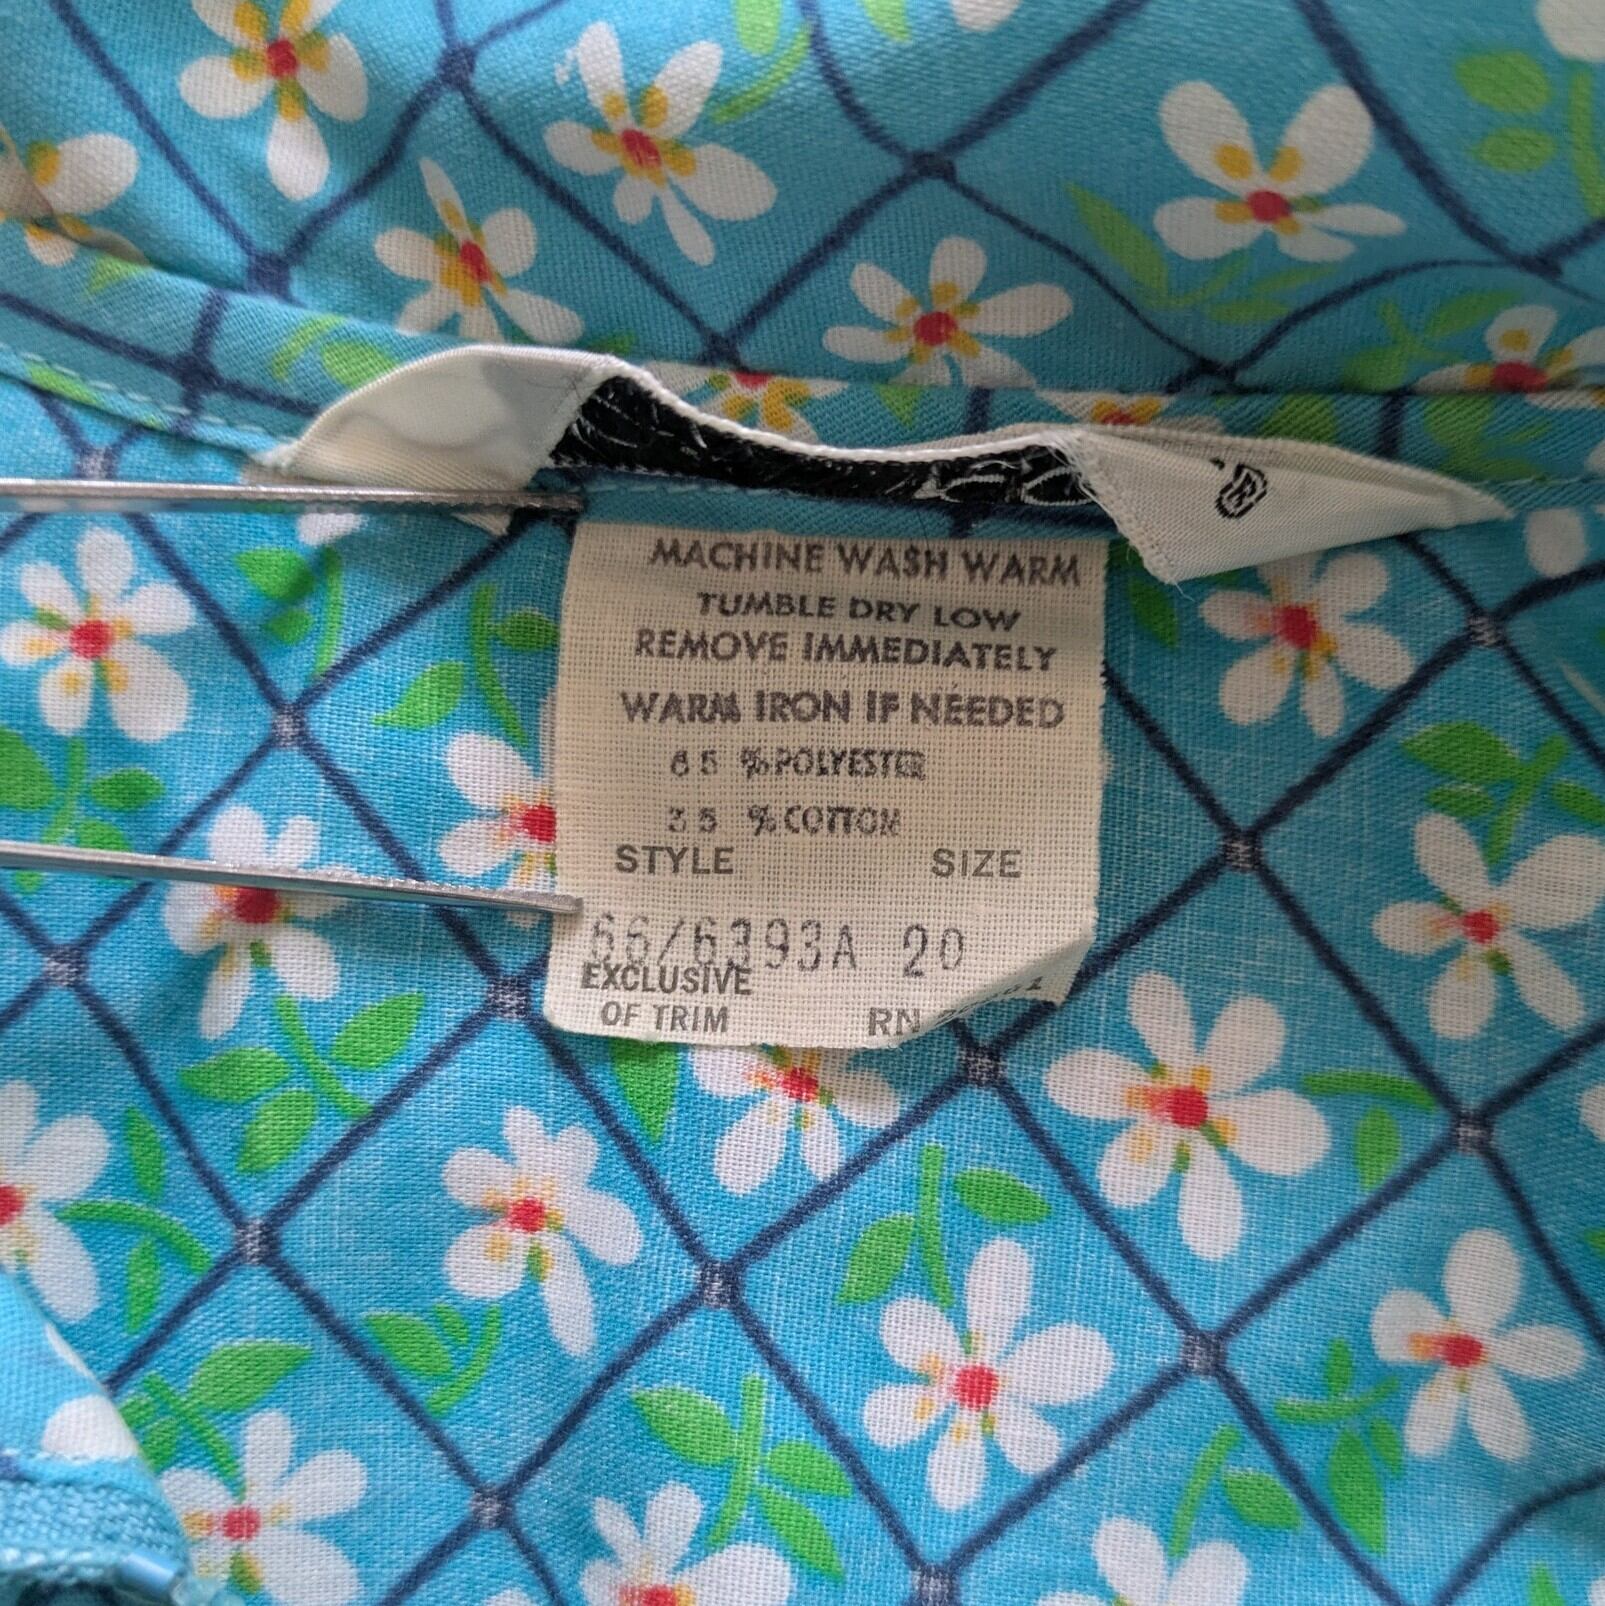 ®
MACHINE WASH WARM
TUMBLE DRY LOW
REMOVE IMMEDIATELY
WARM IRON IF NEEDED
65 % POLYESTER
35 % COTTON
STYLE SIZE
66/6393A 20
EXCLUSIVE
OF TRIM RN